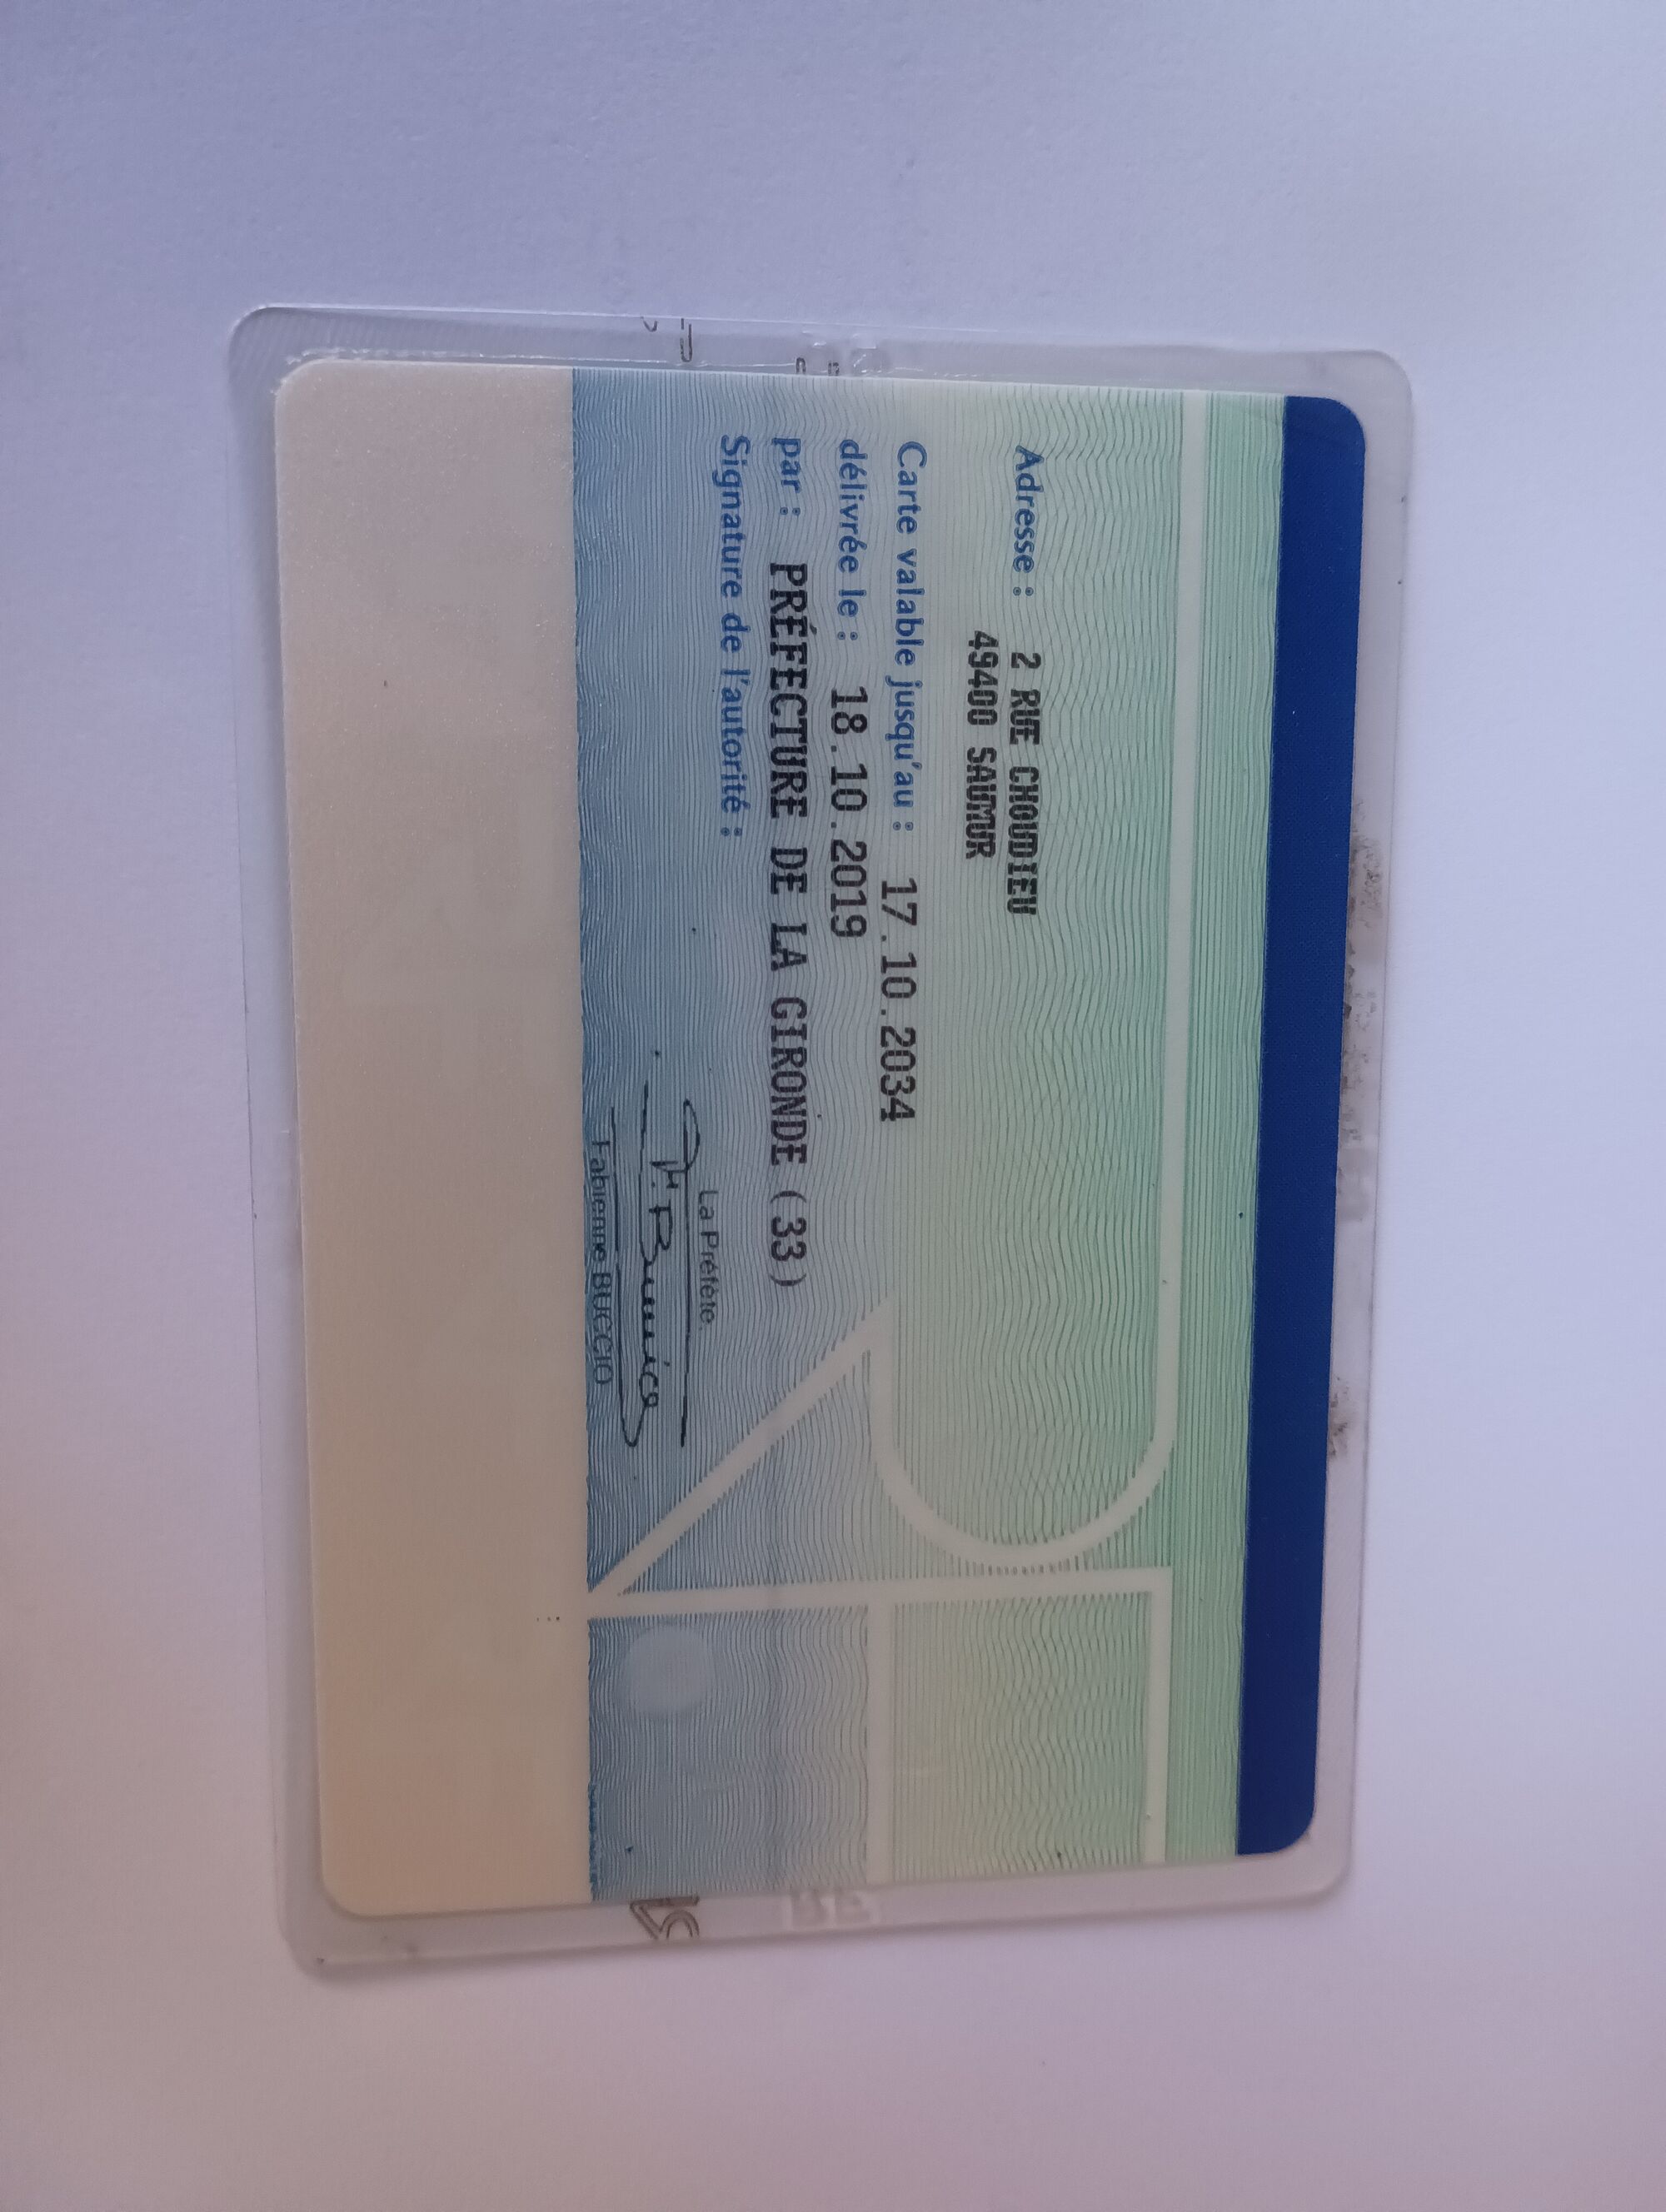 Adresse : 2 RUE CHOUDIEU
49400 SAUMUR
Carte valable jusqu'au : 17.10.2034
délivrée le : 18.10.2019
par : PRÉFECTURE DE LA GIRONDE (33)
Signature de l'autorité :
La Préfète,
Fabienne BUCCIO